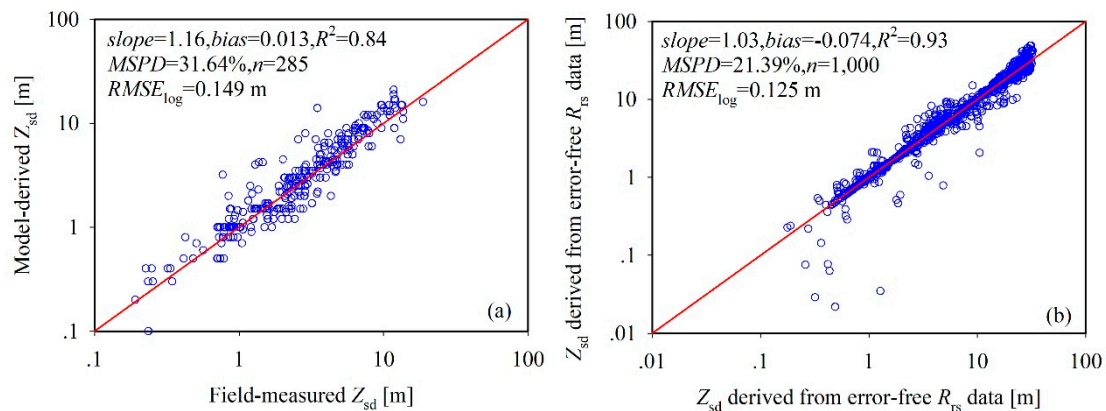 100
10
1
.1
Model-derived Zsd [m]
slope=1.16,bias=0.013,R²=0.84
MSPD=31.64%,n=285
RMSElog=0.149 m
(a)
.1 1 10 100
Field-measured Zsd [m]
100
10
1
.1
.01
Zsd derived from error-free Rrs data [m]
slope=1.03,bias=-0.074,R²=0.93
MSPD=21.39%,n=1,000
RMSElog=0.125 m
(b)
.01 .1 1 10 100
Zsd derived from error-free Rrs data [m]